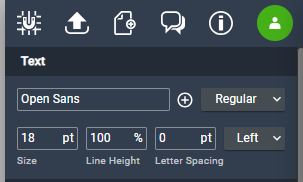 Text
Open Sans Regular
18 pt 100 % 0 pt Left
Size Line Height Letter Spacing